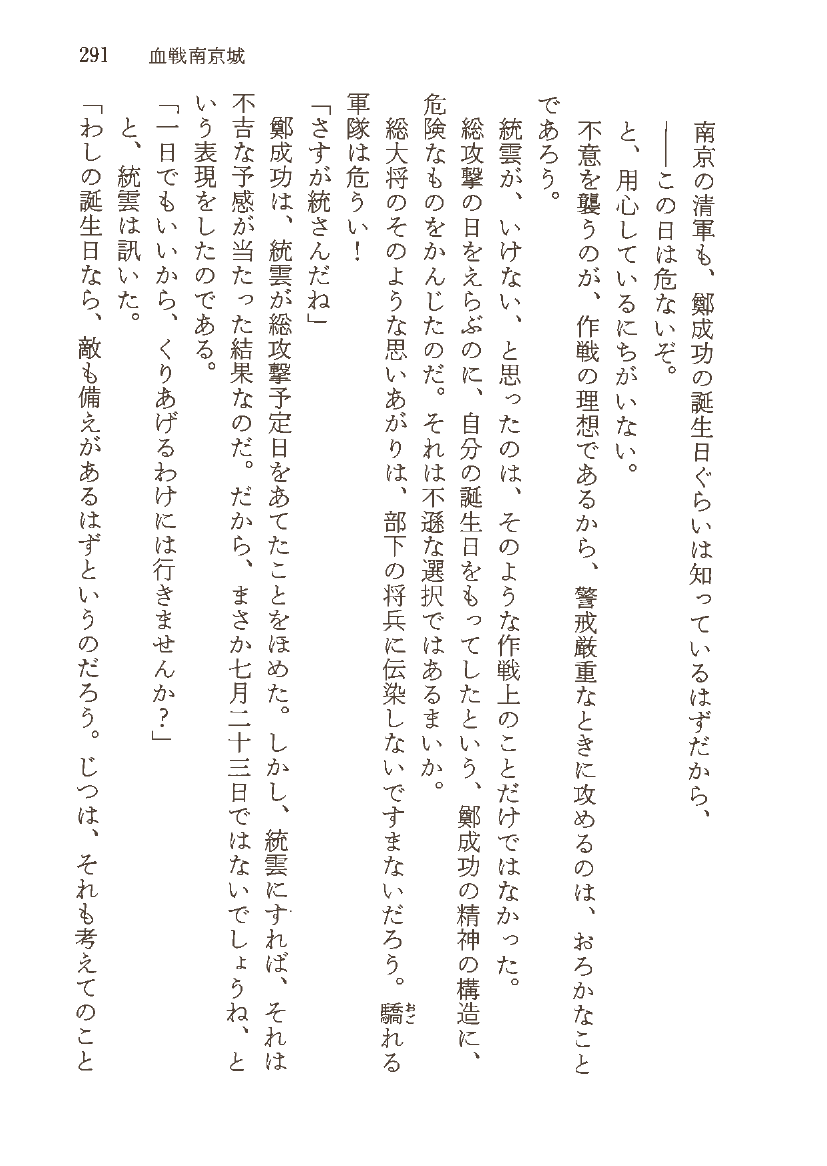 291 血戦南京城
南京の清軍も、鄭成功の誕生日ぐらいは知っているはずだから、
――この日は危ないぞ。
と、用心しているにちがいない。
不意を襲うのが、作戦の理想であるから、警戒厳重なときに攻めるのは、おろかなこと
であろう。
統雲が、いけない、と思ったのは、そのような作戦上のことだけではなかった。
総攻撃の日をえらぶのに、自分の誕生日をもってしたという、鄭成功の精神の構造に、
危険なものをかんじたのだ。それは不遜な選択ではあるまいか。
総大将のそのような思いあがりは、部下の将兵に伝染しないですまないだろう。驕れる
おご
軍隊は危うい！
「さすが統さんだね」
鄭成功は、統雲が総攻撃予定日をあてたことをほめた。しかし、統雲にすれば、それは
不吉な予感が当たった結果なのだ。だから、まさか七月二十三日ではないでしょうね、と
いう表現をしたのである。
「一日でもいいから、くりあげるわけには行きませんか？」
と、統雲は訊いた。
「わしの誕生日なら、敵も備えがあるはずというのだろう。じつは、それも考えてのこと